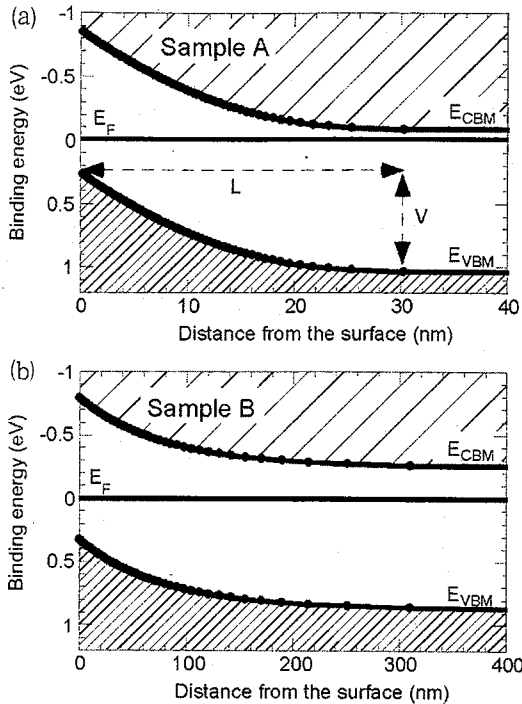 (a)
Binding energy (eV)
-1
-0.5
0
0.5
1
Sample A
E_F
E_CBM
L
V
E_VBM
0
10
20
30
40
Distance from the surface (nm)
(b)
Binding energy (eV)
-1
-0.5
0
0.5
1
Sample B
E_F
E_CBM
E_VBM
0
100
200
300
400
Distance from the surface (nm)